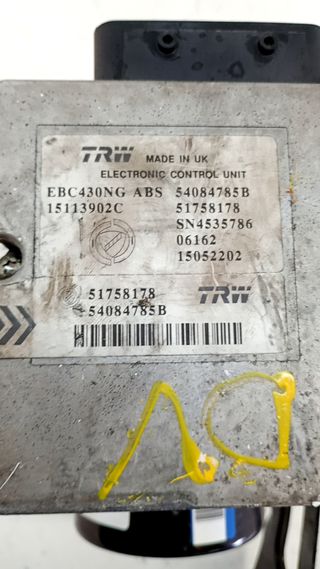 TRW MADE IN UK
ELECTRONIC CONTROL UNIT
EBC430NG ABS 54084785B
15113902C 51758178
SN4535786
06162
15052202
51758178 TRW
54084785B